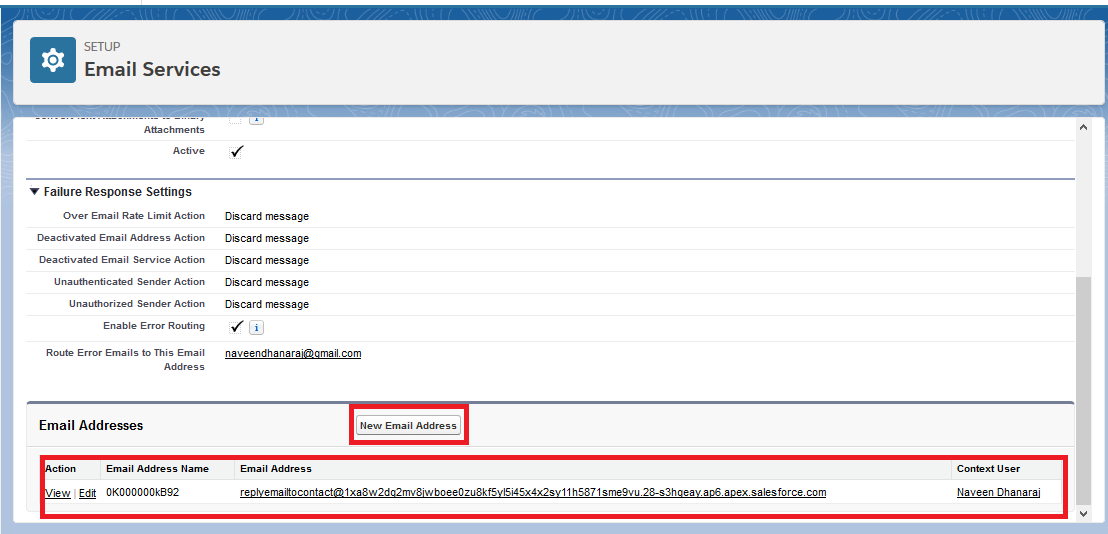 SETUP
Email Services
Attachments
Active
Failure Response Settings
Over Email Rate Limit Action Discard message
Deactivated Email Address Action Discard message
Deactivated Email Service Action Discard message
Unauthenticated Sender Action Discard message
Unauthorized Sender Action Discard message
Enable Error Routing i
Route Error Emails to This Email naveendhanaraj@gmail.com
Address
Email Addresses New Email Address
Action Email Address Name Email Address Context User
View | Edit 0K000000kB92 replyemailtocontact@1xa8w2dq2mv8jwboee0zu8kf5yl5i45x4x2sy11h5871sme9vu.28-s3hqeay.ap6.apex.salesforce.com Naveen Dhanaraj